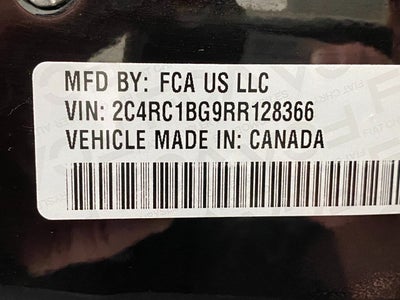 MFD BY: FCA US LLC
VIN: 2C4RC1BG9RR128366
VEHICLE MADE IN: CANADA